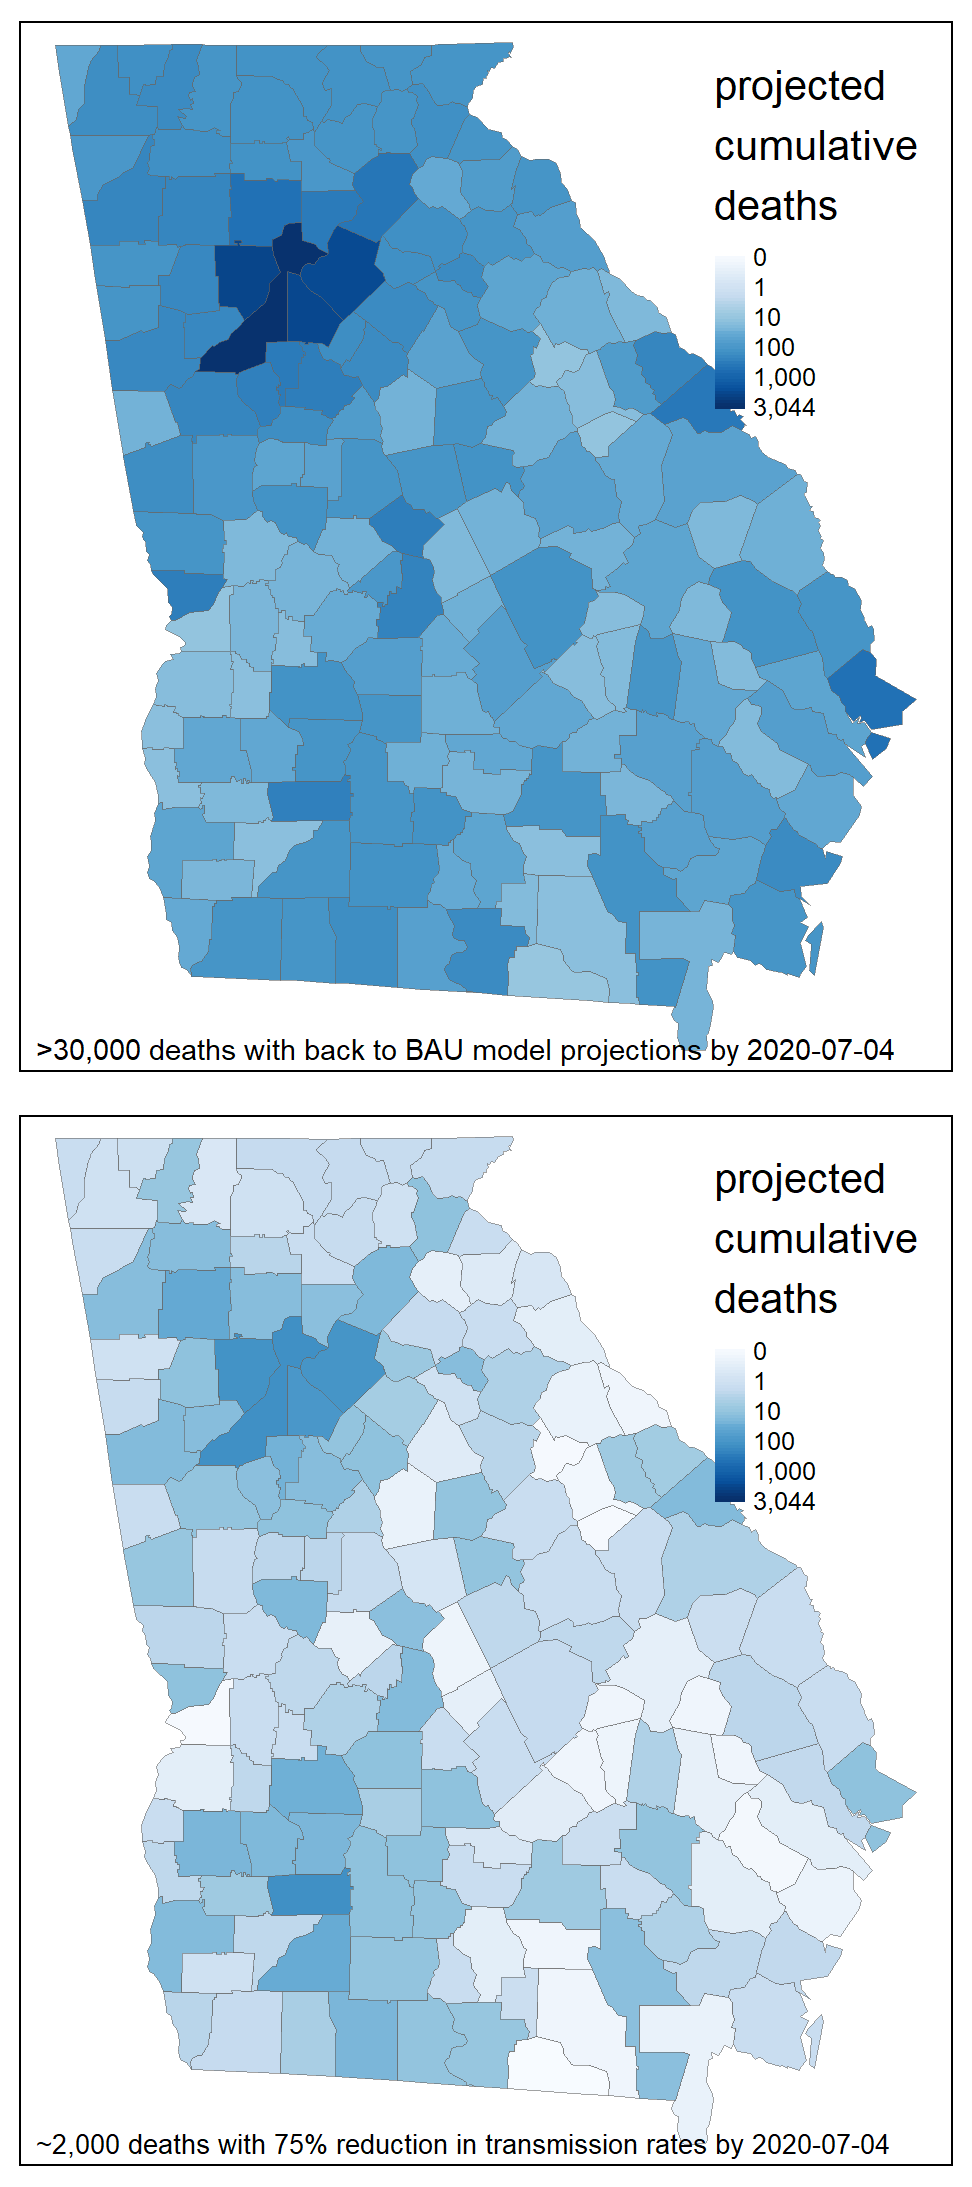 projected
cumulative
deaths
0
1
10
100
1,000
3,044
>30,000 deaths with back to BAU model projections by 2020-07-04
projected
cumulative
deaths
0
1
10
100
1,000
3,044
~2,000 deaths with 75% reduction in transmission rates by 2020-07-04